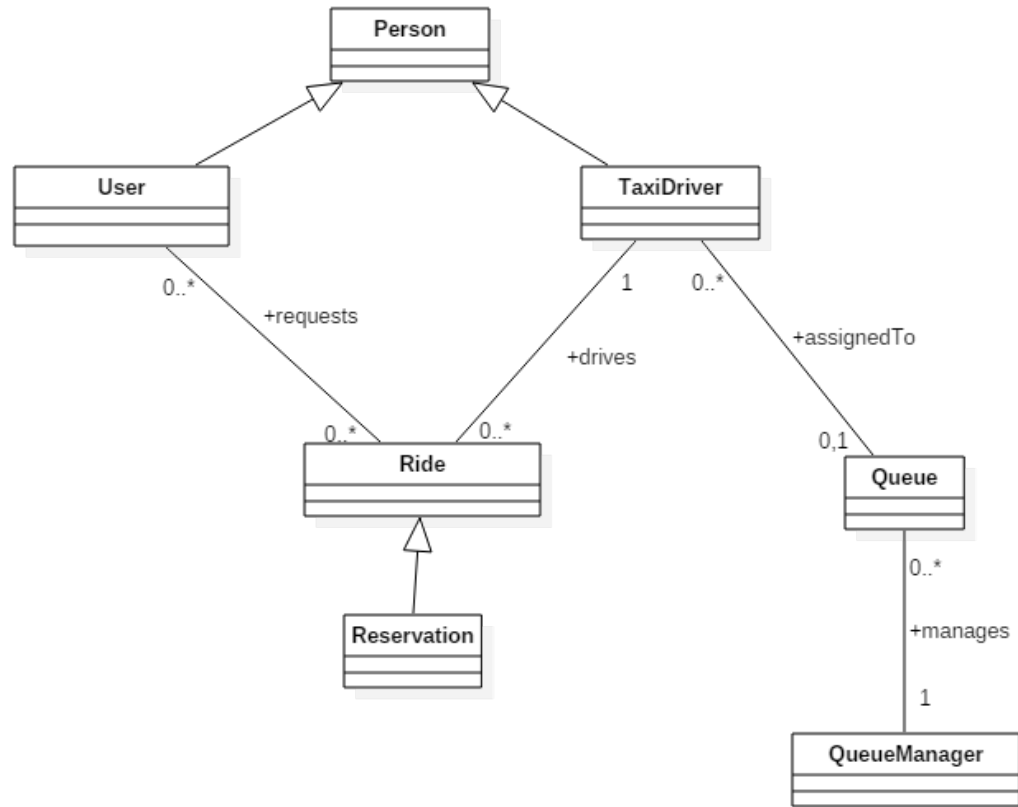 Person
User
TaxiDriver
0..*
1
0..*
+requests
+assignedTo
+drives
0..*
0..*
0,1
Ride
Queue
0..*
Reservation
+manages
1
QueueManager